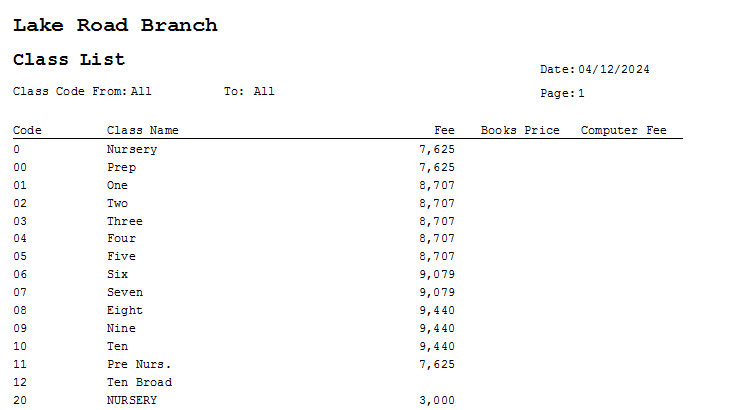 Lake Road Branch
Class List
Date: 04/12/2024
Class Code From: All To: All
Page: 1
Code Class Name Fee Books Price Computer Fee
0 Nursery 7,625
00 Prep 7,625
01 One 8,707
02 Two 8,707
03 Three 8,707
04 Four 8,707
05 Five 8,707
06 Six 9,079
07 Seven 9,079
08 Eight 9,440
09 Nine 9,440
10 Ten 9,440
11 Pre Nurs. 7,625
12 Ten Broad
20 NURSERY 3,000